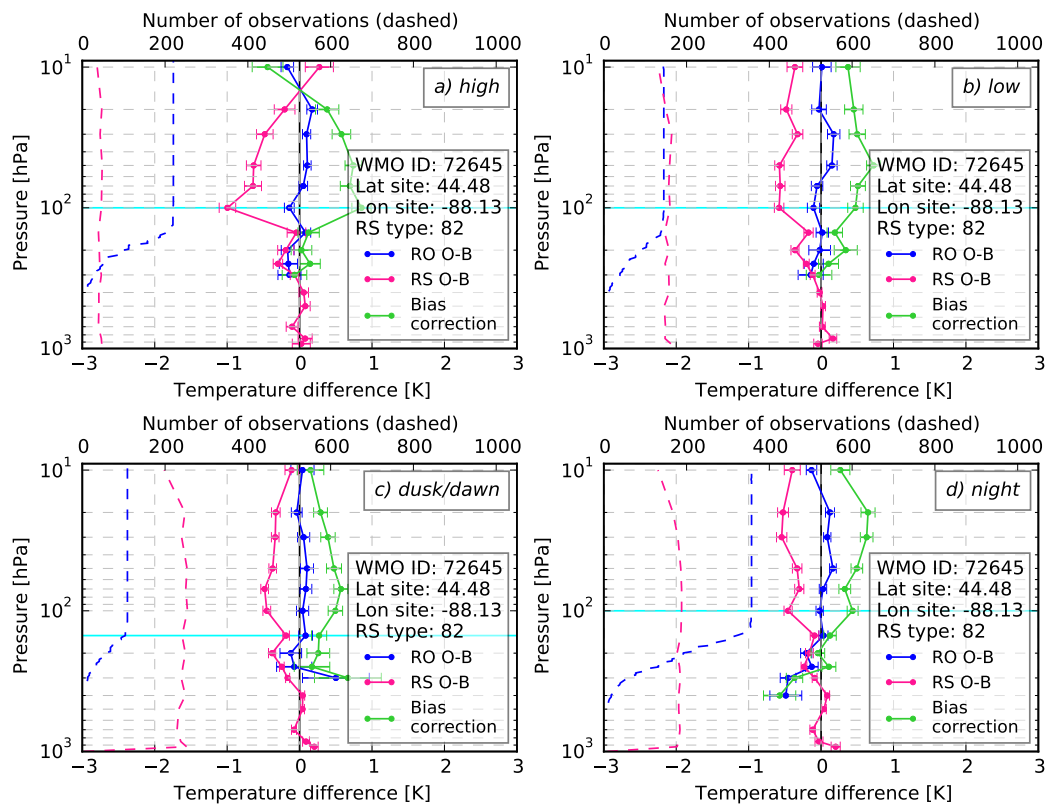 Number of observations (dashed)
0 200 400 600 800 1000
10¹
10²
10³
Pressure [hPa]
a) high
WMO ID: 72645
Lat site: 44.48
Lon site: -88.13
RS type: 82
RO O-B
RS O-B
Bias
correction
−3 −2 −1 0 1 2 3
Temperature difference [K]
Number of observations (dashed)
0 200 400 600 800 1000
10¹
10²
10³
Pressure [hPa]
b) low
WMO ID: 72645
Lat site: 44.48
Lon site: -88.13
RS type: 82
RO O-B
RS O-B
Bias
correction
−3 −2 −1 0 1 2 3
Temperature difference [K]
Number of observations (dashed)
0 200 400 600 800 1000
10¹
10²
10³
Pressure [hPa]
c) dusk/dawn
WMO ID: 72645
Lat site: 44.48
Lon site: -88.13
RS type: 82
RO O-B
RS O-B
Bias
correction
−3 −2 −1 0 1 2 3
Temperature difference [K]
Number of observations (dashed)
0 200 400 600 800 1000
10¹
10²
10³
Pressure [hPa]
d) night
WMO ID: 72645
Lat site: 44.48
Lon site: -88.13
RS type: 82
RO O-B
RS O-B
Bias
correction
−3 −2 −1 0 1 2 3
Temperature difference [K]